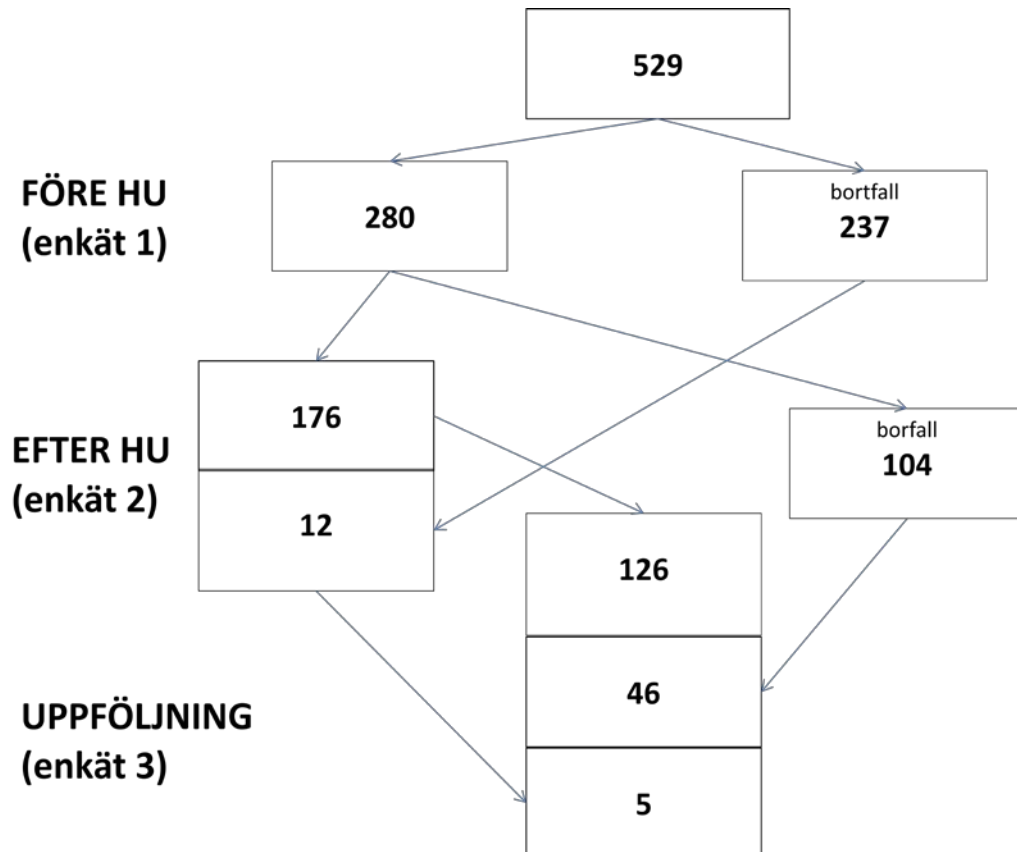 529
FÖRE HU
(enkät 1)
280
bortfall
237
EFTER HU
(enkät 2)
176
12
borfall
104
UPPFÖLJNING
(enkät 3)
126
46
5